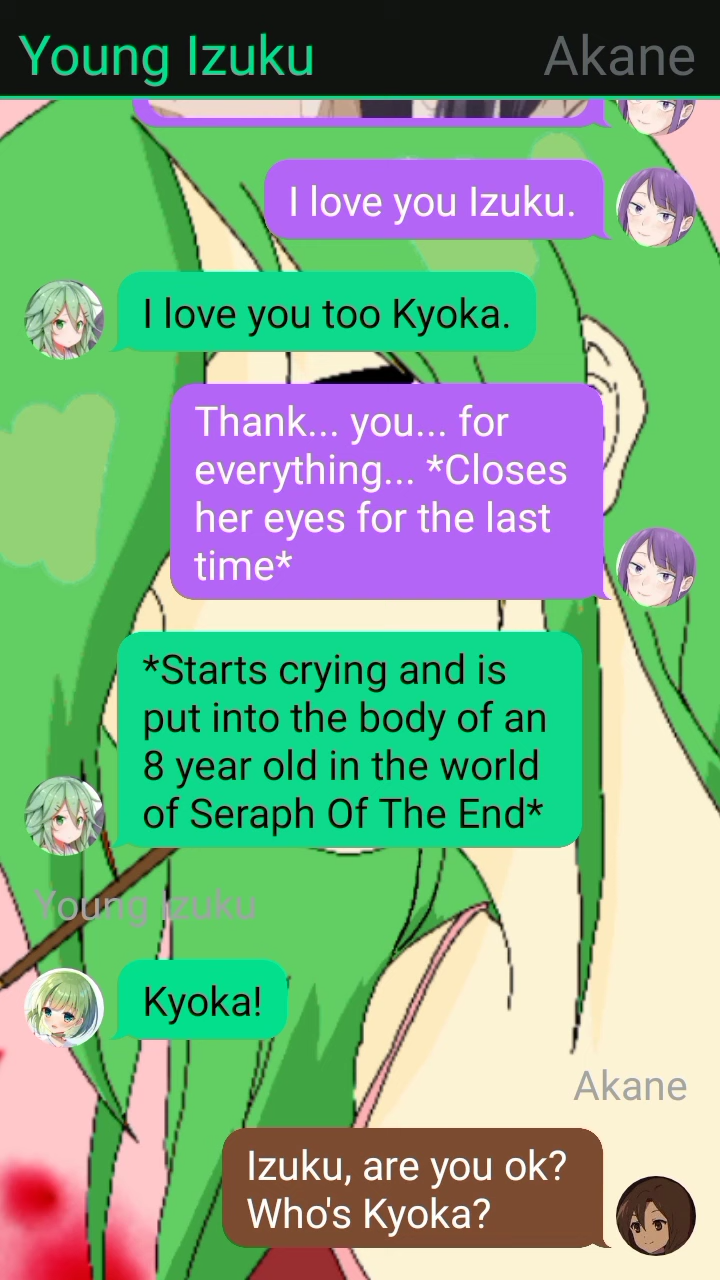 Young Izuku
Akane
I love you Izuku.
I love you too Kyoka.
Thank... you... for
everything... *Closes
her eyes for the last
time*
*Starts crying and is
put into the body of an
8 year old in the world
of Seraph Of The End*
Young Izuku
Kyoka!
Akane
Izuku, are you ok?
Who's Kyoka?